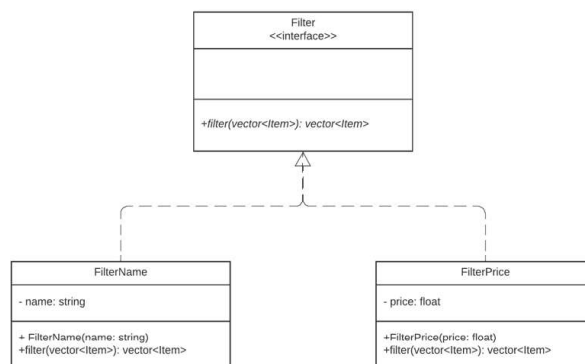 Filter
<<interface>>
+filter(vector<Item>): vector<Item>
FilterName
- name: string
+ FilterName(name: string)
+filter(vector<Item>): vector<Item>
FilterPrice
- price: float
+FilterPrice(price: float)
+filter(vector<Item>): vector<Item>